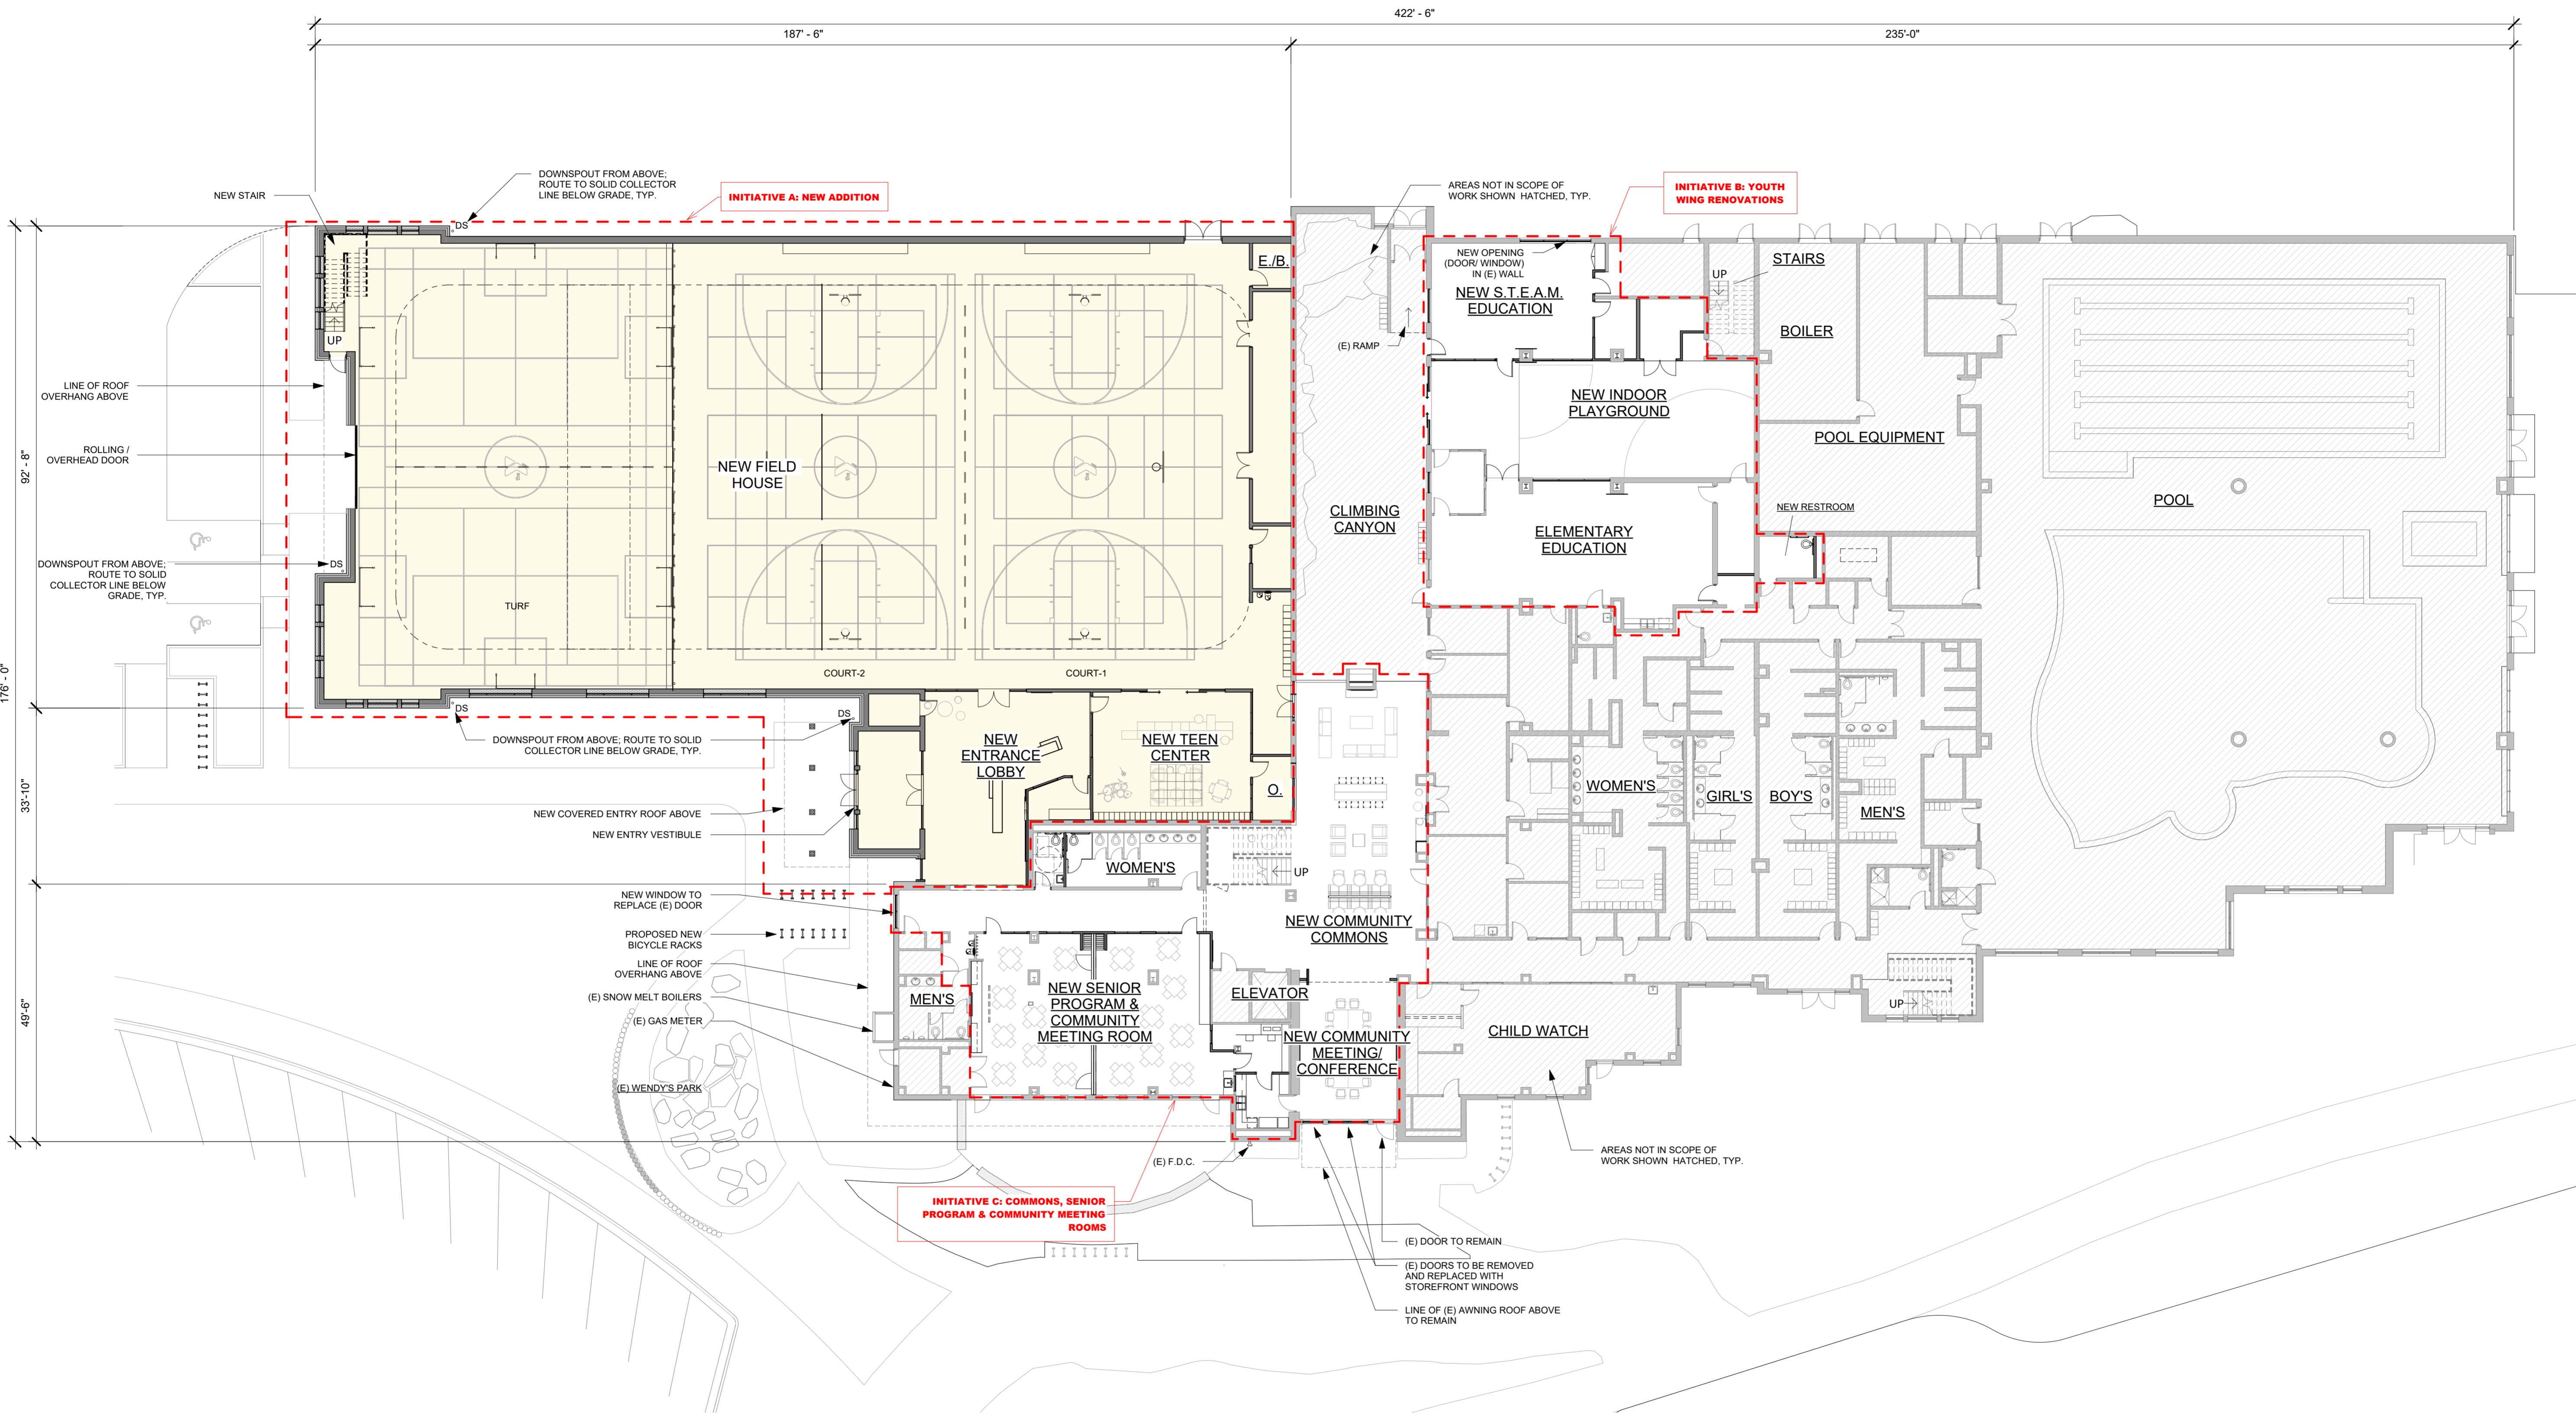 422' - 6"
187' - 6"
235'-0"
DOWNSPOUT FROM ABOVE;
ROUTE TO SOLID COLLECTOR
LINE BELOW GRADE, TYP.
NEW STAIR
INITIATIVE A: NEW ADDITION
AREAS NOT IN SCOPE OF
WORK SHOWN HATCHED, TYP.
INITIATIVE B: YOUTH
WING RENOVATIONS
DS
E./B.
NEW OPENING
(DOOR/ WINDOW)
IN (E) WALL
NEW S.T.E.A.M.
EDUCATION
UP
STAIRS
BOILER
UP
(E) RAMP
LINE OF ROOF
OVERHANG ABOVE
NEW INDOOR
PLAYGROUND
ROLLING /
OVERHEAD DOOR
92' - 8"
NEW FIELD
HOUSE
POOL EQUIPMENT
POOL
CLIMBING
CANYON
NEW RESTROOM
ELEMENTARY
EDUCATION
DOWNSPOUT FROM ABOVE;
ROUTE TO SOLID
COLLECTOR LINE BELOW
GRADE, TYP.
DS
TURF
COURT-2
COURT-1
176' - 0"
DS
DS
DOWNSPOUT FROM ABOVE; ROUTE TO SOLID
COLLECTOR LINE BELOW GRADE, TYP.
NEW
ENTRANCE
LOBBY
NEW TEEN
CENTER
O.
33'-10"
NEW COVERED ENTRY ROOF ABOVE
NEW ENTRY VESTIBULE
WOMEN'S
GIRL'S
BOY'S
MEN'S
WOMEN'S
UP
NEW WINDOW TO
REPLACE (E) DOOR
NEW COMMUNITY
COMMONS
PROPOSED NEW
BICYCLE RACKS
LINE OF ROOF
OVERHANG ABOVE
(E) SNOW MELT BOILERS
(E) GAS METER
MEN'S
NEW SENIOR
PROGRAM &
COMMUNITY
MEETING ROOM
ELEVATOR
NEW COMMUNITY
MEETING/
CONFERENCE
CHILD WATCH
UP
49'-6"
(E) WENDY'S PARK
(E) F.D.C.
AREAS NOT IN SCOPE OF
WORK SHOWN HATCHED, TYP.
INITIATIVE C: COMMONS, SENIOR
PROGRAM & COMMUNITY MEETING
ROOMS
(E) DOOR TO REMAIN
(E) DOORS TO BE REMOVED
AND REPLACED WITH
STOREFRONT WINDOWS
LINE OF (E) AWNING ROOF ABOVE
TO REMAIN